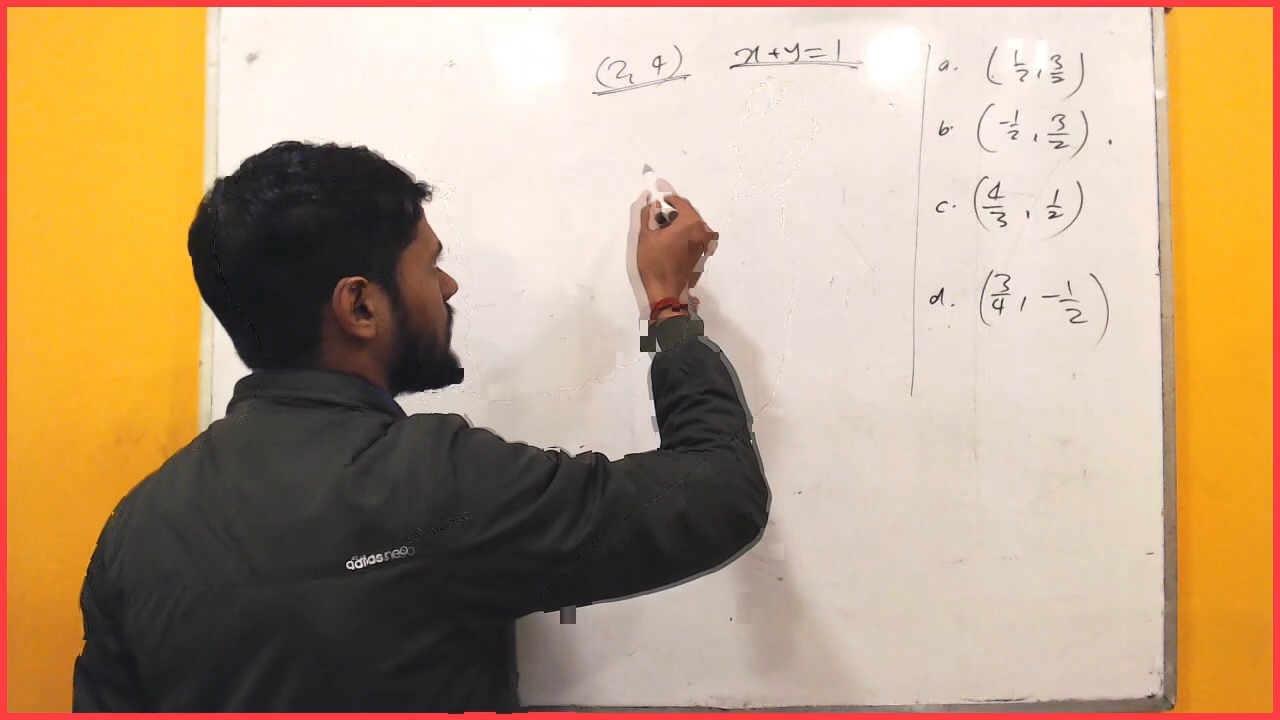 (2, 4) x+y=1
a. (1/2, 3/2)
b. (-1/2, 3/2).
c. (4/3, 1/2)
d. (3/4, -1/2)
adidas neo